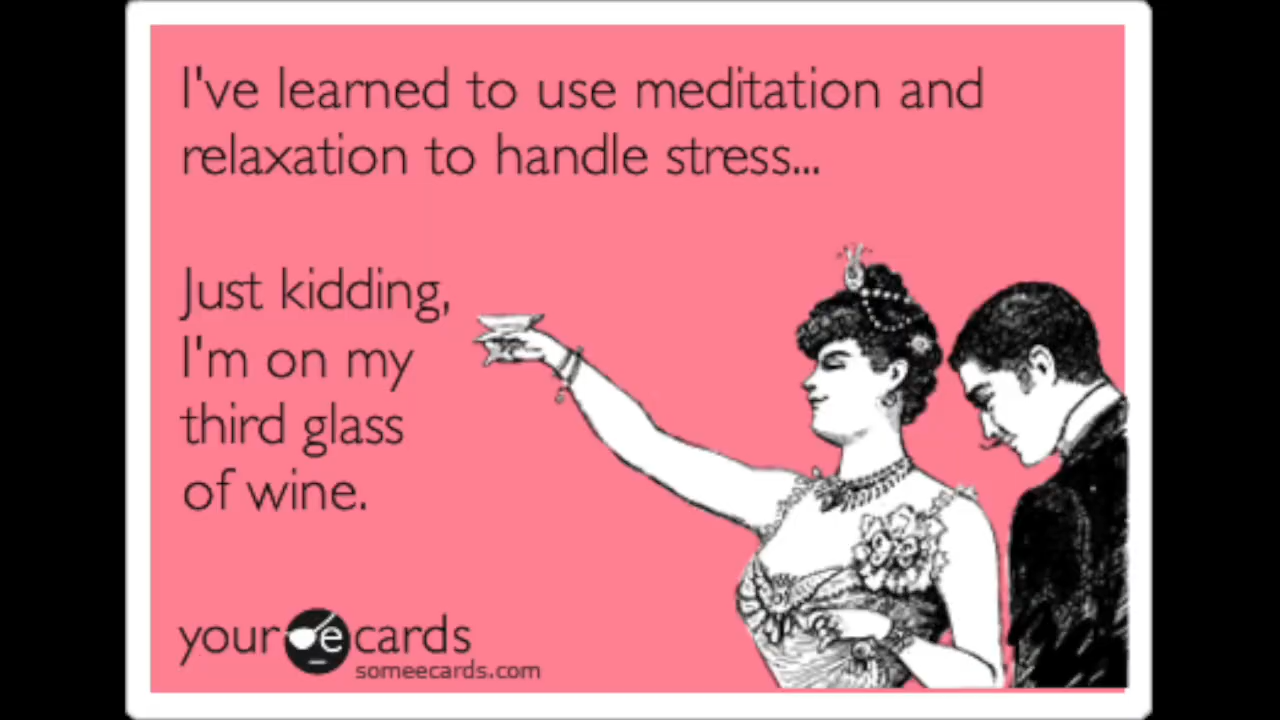 I've learned to use meditation and
relaxation to handle stress...
Just kidding,
I'm on my
third glass
of wine.
your e cards
someecards.com